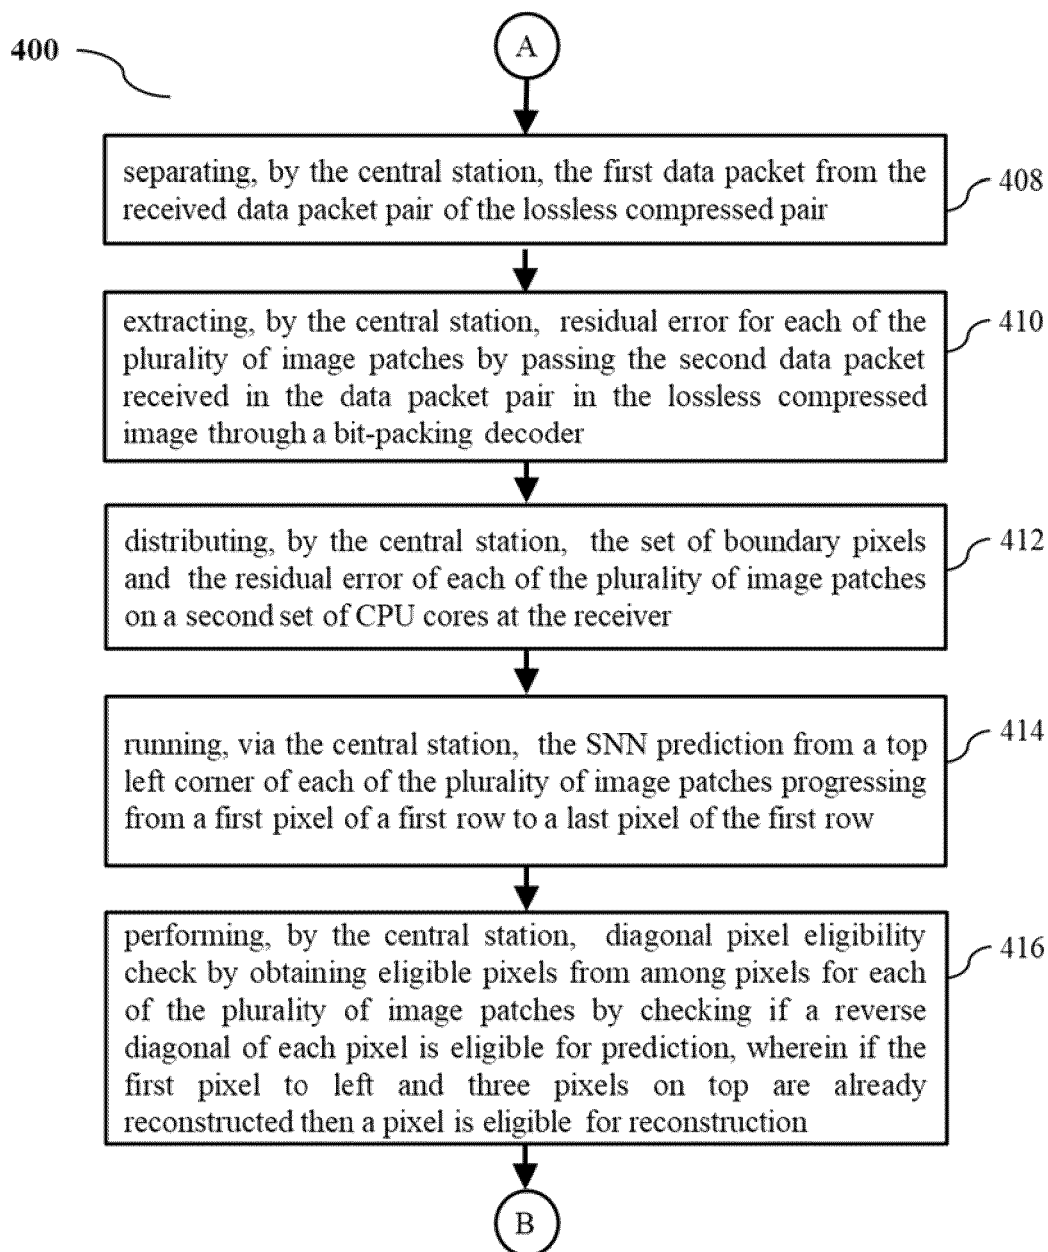 A
400
separating, by the central station, the first data packet from the
received data packet pair of the lossless compressed pair
408
extracting, by the central station, residual error for each of the
plurality of image patches by passing the second data packet
received in the data packet pair in the lossless compressed
image through a bit-packing decoder
410
distributing, by the central station, the set of boundary pixels
and the residual error of each of the plurality of image patches
on a second set of CPU cores at the receiver
412
running, via the central station, the SNN prediction from a top
left corner of each of the plurality of image patches progressing
from a first pixel of a first row to a last pixel of the first row
414
performing, by the central station, diagonal pixel eligibility
check by obtaining eligible pixels from among pixels for each
of the plurality of image patches by checking if a reverse
diagonal of each pixel is eligible for prediction, wherein if the
first pixel to left and three pixels on top are already
reconstructed then a pixel is eligible for reconstruction
416
B